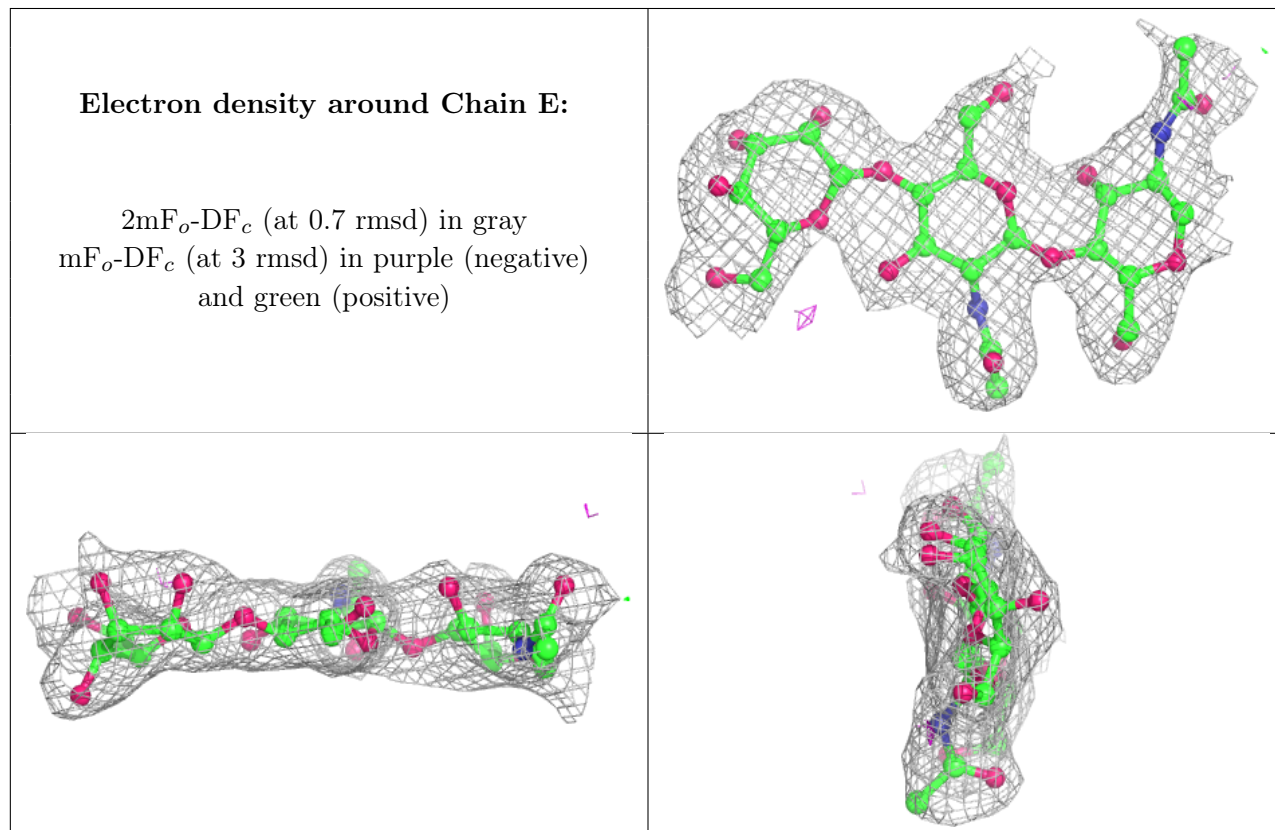 Electron density around Chain E:
2mFo-DFc (at 0.7 rmsd) in gray
mFo-DFc (at 3 rmsd) in purple (negative)
and green (positive)